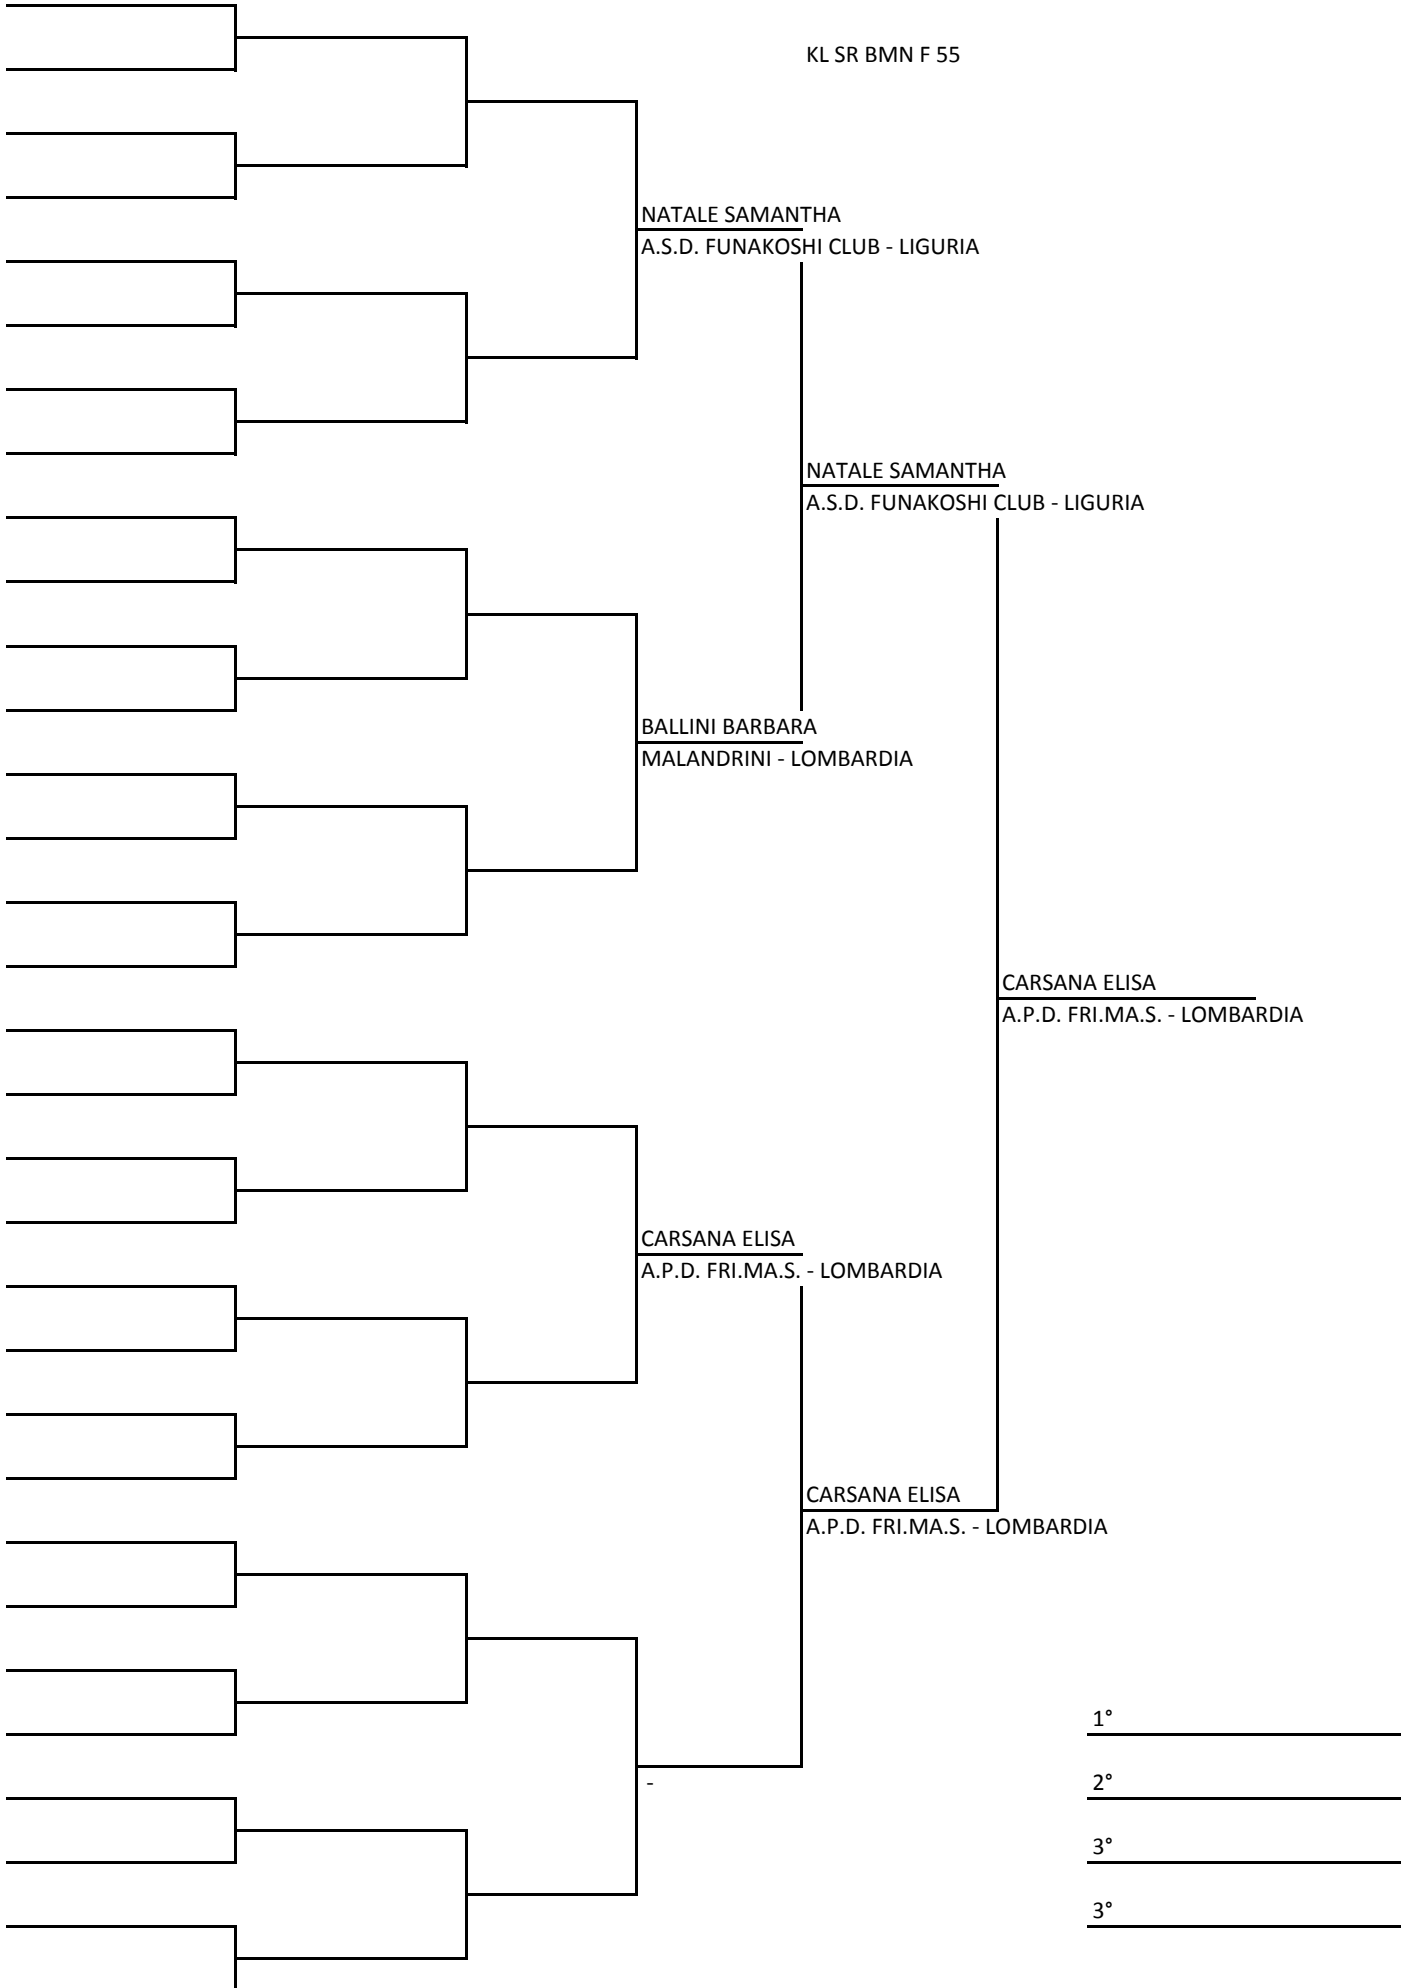 KL SR BMN F 55
NATALE SAMANTHA
A.S.D. FUNAKOSHI CLUB - LIGURIA
NATALE SAMANTHA
A.S.D. FUNAKOSHI CLUB - LIGURIA
BALLINI BARBARA
MALANDRINI - LOMBARDIA
CARSANA ELISA
A.P.D. FRI.MA.S. - LOMBARDIA
CARSANA ELISA
A.P.D. FRI.MA.S. - LOMBARDIA
CARSANA ELISA
A.P.D. FRI.MA.S. - LOMBARDIA
1°
-
2°
3°
3°